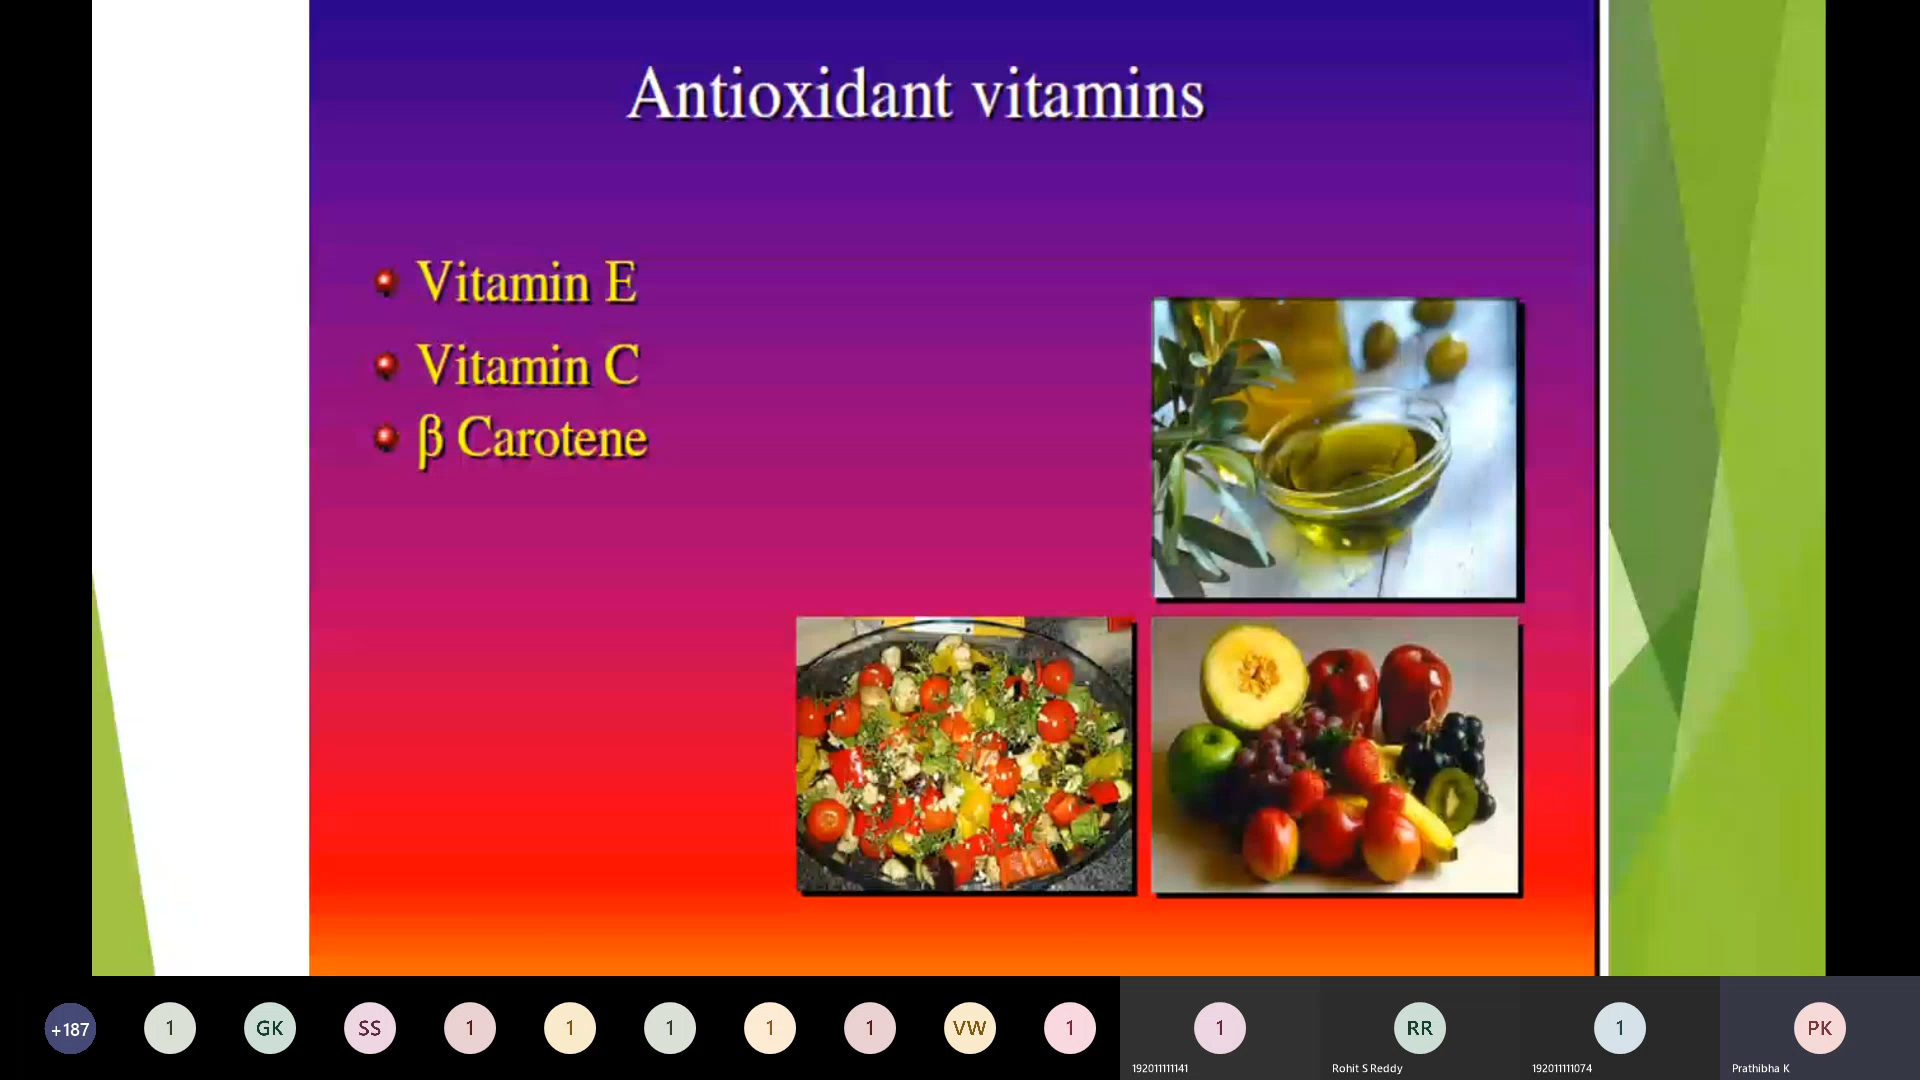 Antioxidant vitamins
Vitamin E
Vitamin C
β Carotene
+187
1
GK
SS
1
1
1
1
1
VW
1
1
RR
1
PK
192011111141
Rohit S Reddy
192011111074
Prathibha K